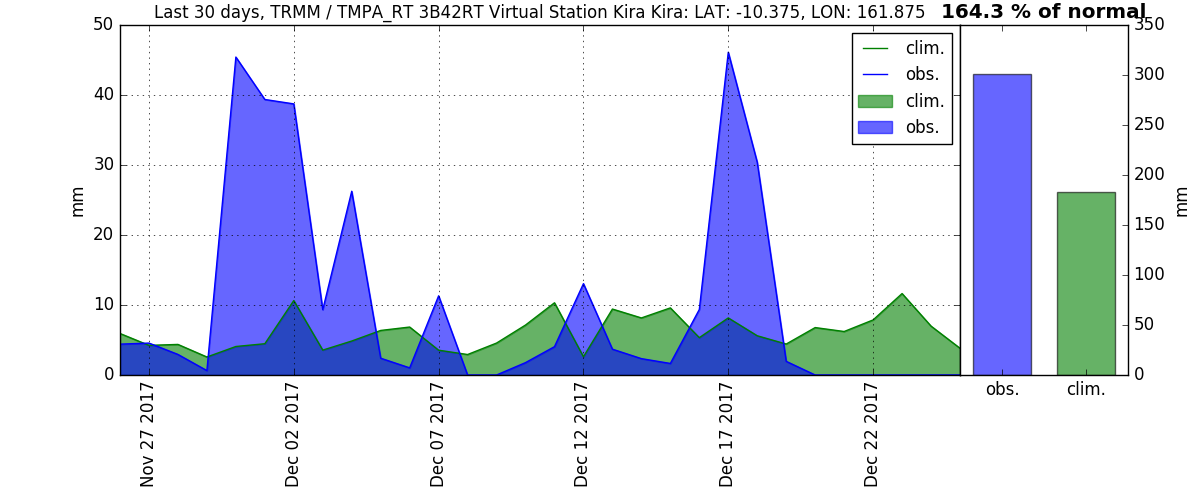 Last 30 days, TRMM / TMPA_RT 3B42RT Virtual Station Kira Kira: LAT: -10.375, LON: 161.875 164.3 % of normal
50
40
30
20
10
0
mm
clim.
obs.
clim.
obs.
350
300
250
200
150
100
50
0
mm
obs. clim.
Nov 27 2017
Dec 02 2017
Dec 07 2017
Dec 12 2017
Dec 17 2017
Dec 22 2017